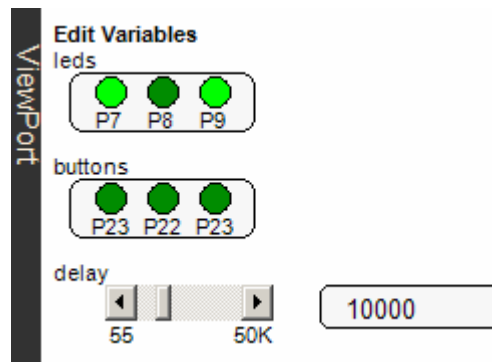 ViewPort
Edit Variables
leds
P7 P8 P9
buttons
P23 P22 P23
delay
10000
55 50K